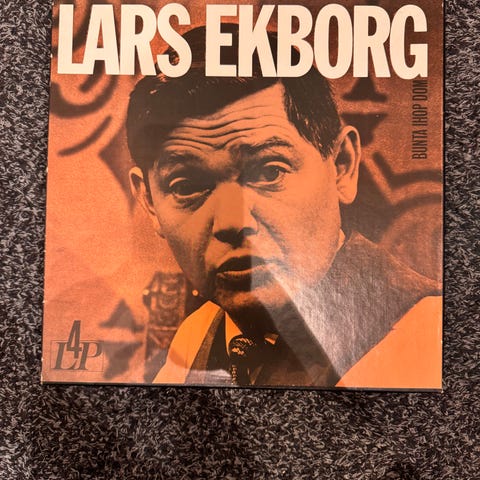 LARS EKBORG
BUNTA IHOP DOM
4
LP